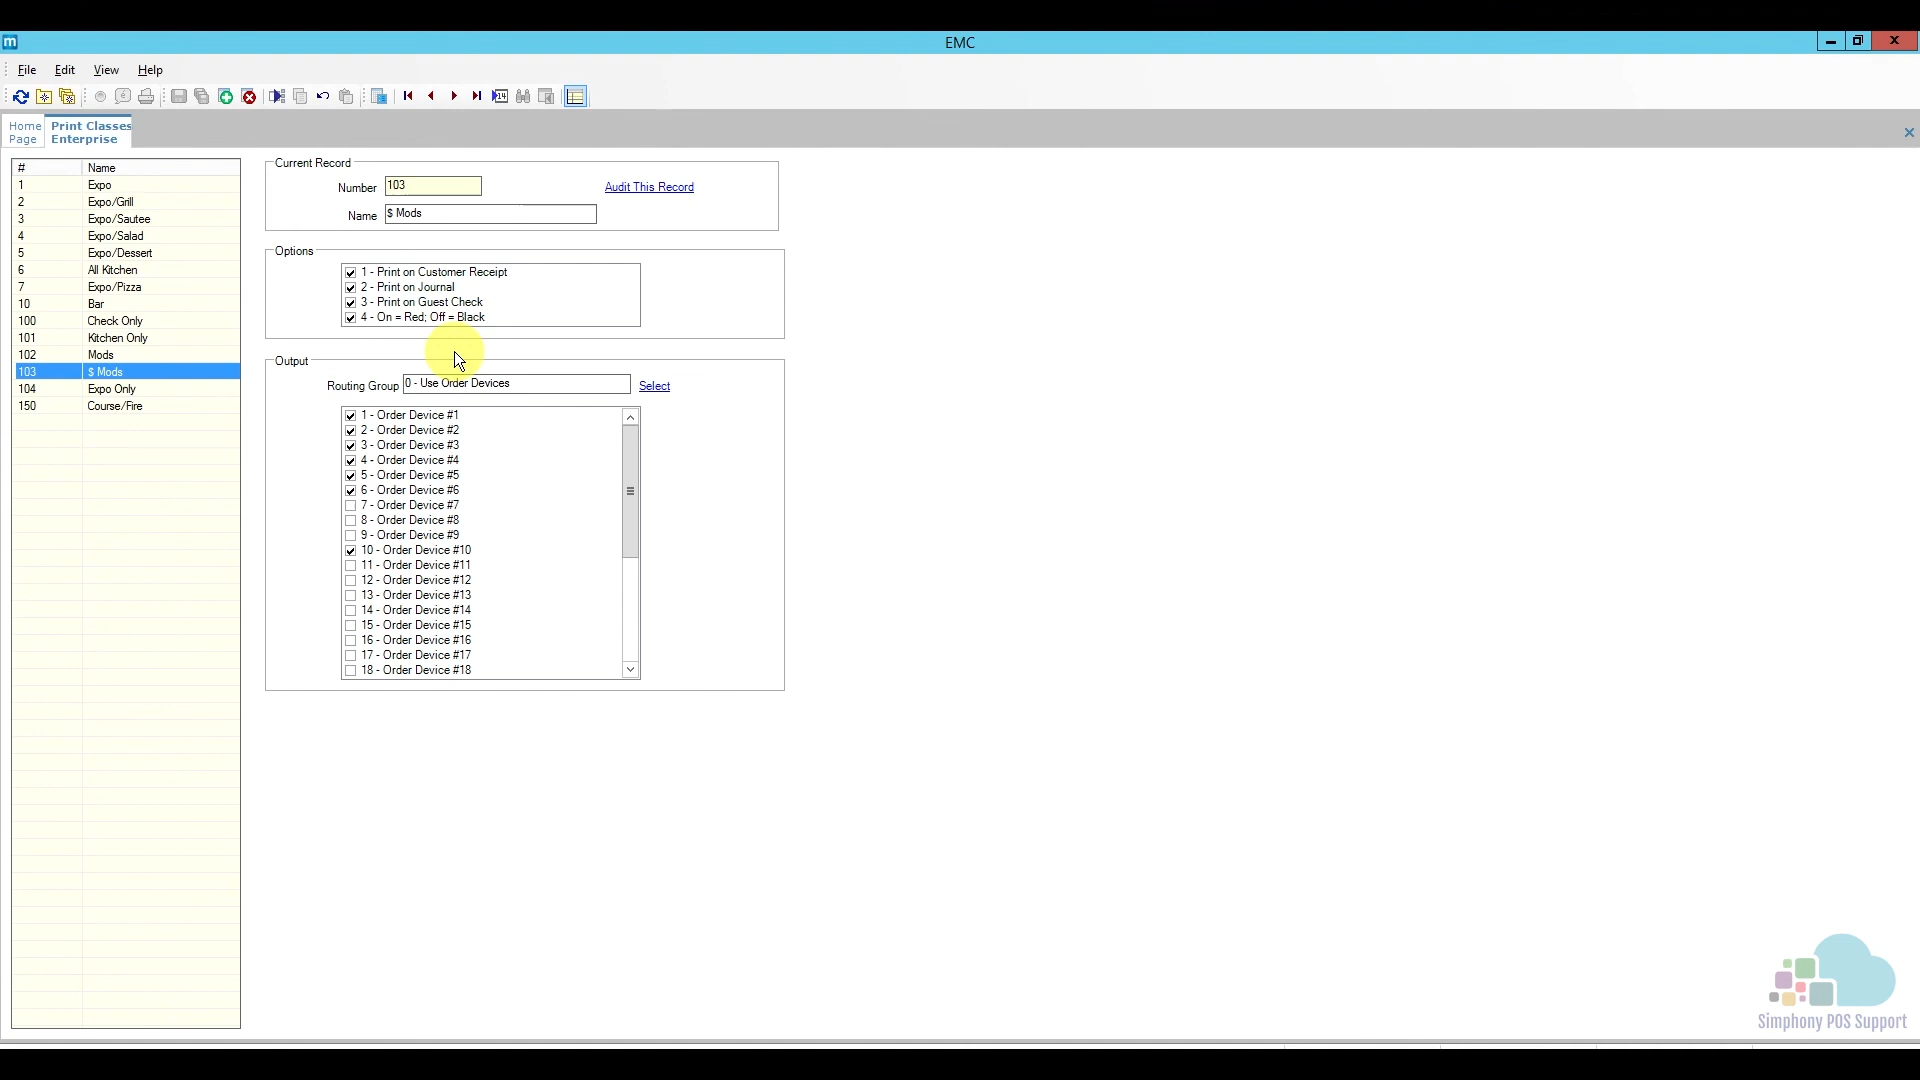 m
EMC
File Edit View Help
Home Page
Print Classes
Enterprise
# Name
1 Expo
2 Expo/Grill
3 Expo/Sautee
4 Expo/Salad
5 Expo/Dessert
6 All Kitchen
7 Expo/Pizza
10 Bar
100 Check Only
101 Kitchen Only
102 Mods
103 $ Mods
104 Expo Only
150 Course/Fire
Current Record
Number 103 Audit This Record
Name $ Mods
Options
1 - Print on Customer Receipt
2 - Print on Journal
3 - Print on Guest Check
4 - On = Red; Off = Black
Output
Routing Group 0 - Use Order Devices Select
1 - Order Device #1
2 - Order Device #2
3 - Order Device #3
4 - Order Device #4
5 - Order Device #5
6 - Order Device #6
7 - Order Device #7
8 - Order Device #8
9 - Order Device #9
10 - Order Device #10
11 - Order Device #11
12 - Order Device #12
13 - Order Device #13
14 - Order Device #14
15 - Order Device #15
16 - Order Device #16
17 - Order Device #17
18 - Order Device #18
Simphony POS Support